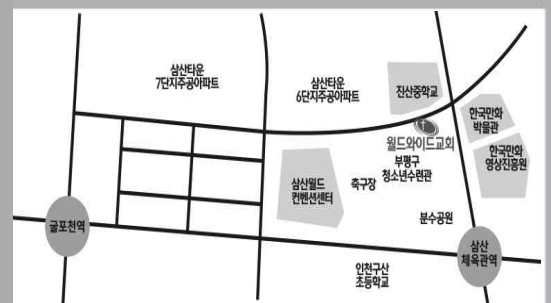 삼산타운
7단지주공아파트
삼산타운
6단지주공아파트
진산중학교
한국만화
박물관
월드와이드교회
한국만화
영상진흥원
부평구
청소년수련관
삼산월드
컨벤션센터
축구장
분수공원
굴포천역
삼산
체육관역
인천구산
초등학교